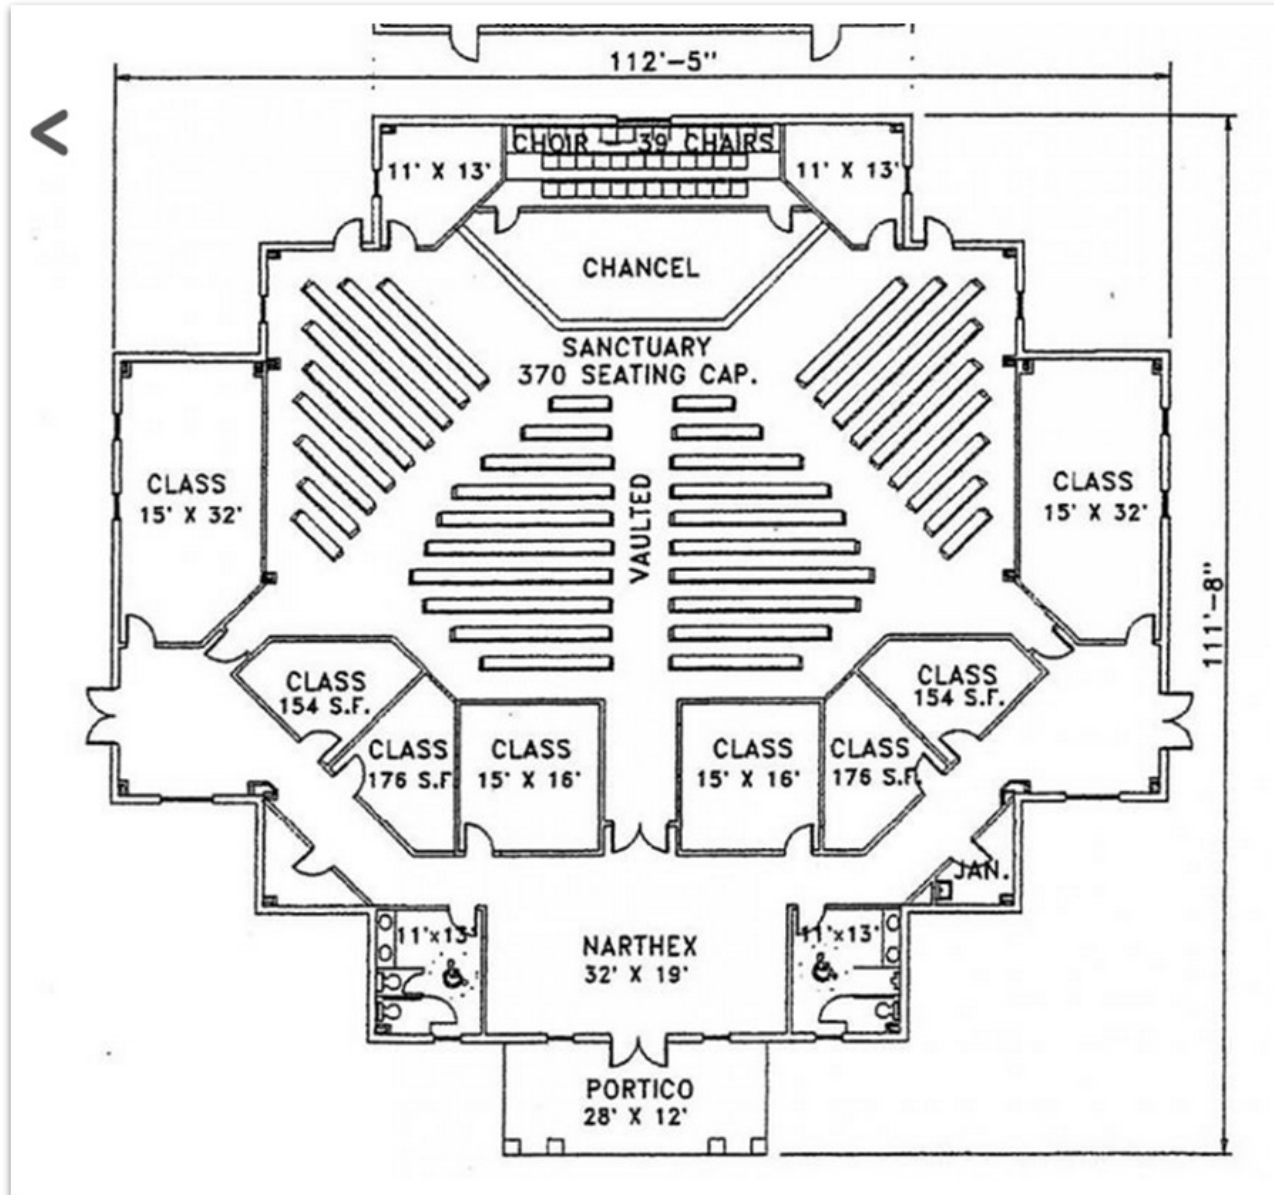 112'-5"
CHOIR 39 CHAIRS
11' X 13'
11' X 13'
CHANCEL
SANCTUARY
370 SEATING CAP.
VAULTED
CLASS
15' X 32'
CLASS
15' X 32'
111'-8"
CLASS
154 S.F.
CLASS
154 S.F.
CLASS
176 S.F.
CLASS
15' X 16'
CLASS
15' X 16'
CLASS
176 S.F.
JAN.
11'x13'
NARTHEX
32' X 19'
11'x13'
PORTICO
28' X 12'